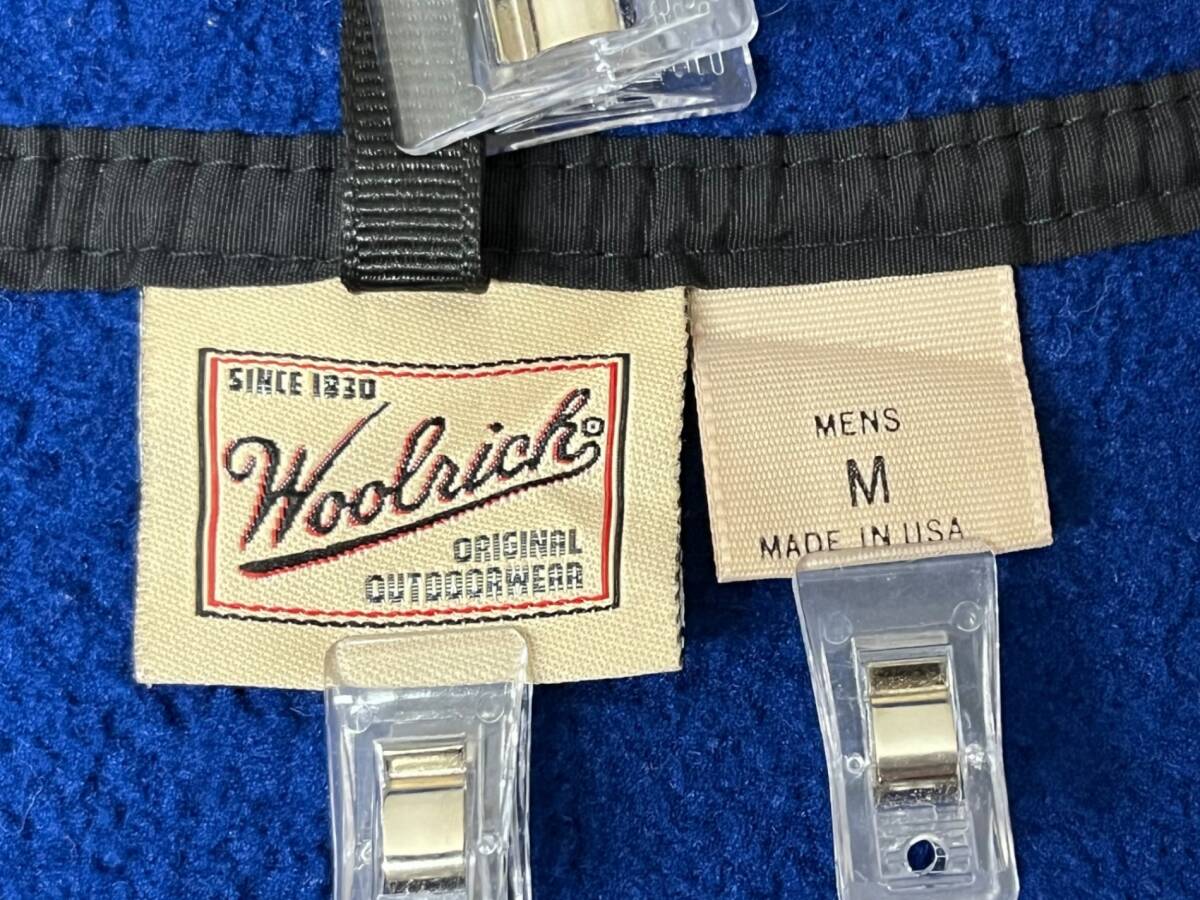 SINCE 1830
Woolrich®
ORIGINAL
OUTDOORWEAR
MENS
M
MADE IN USA